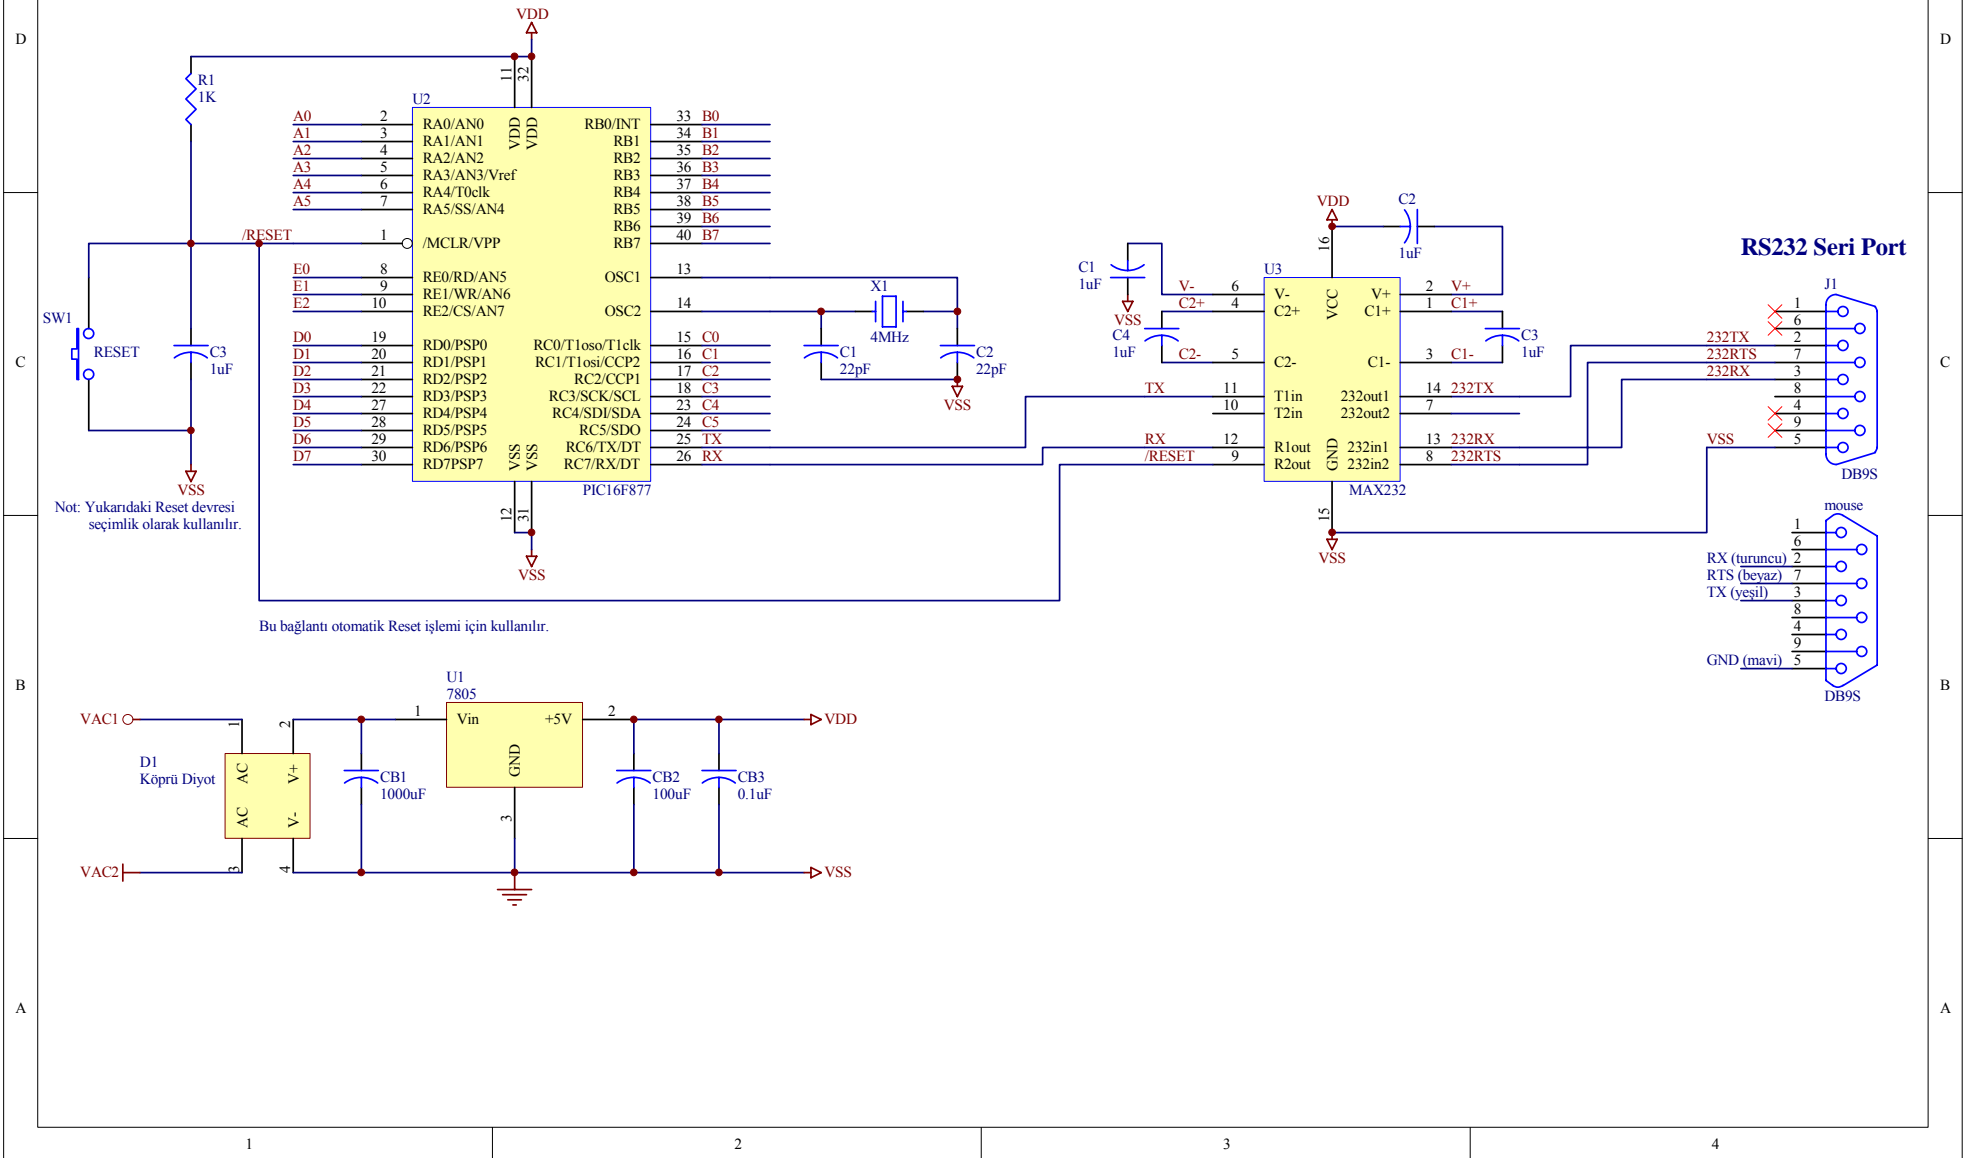 D
D
C
C
B
B
A
A
1
2
3
4
VDD
R1
1K
11
32
U2
A0
2
RA0/AN0
A1
3
RA1/AN1
A2
4
RA2/AN2
A3
5
RA3/AN3/Vref
A4
6
RA4/T0clk
A5
7
RA5/SS/AN4
/RESET
1
/MCLR/VPP
E0
8
RE0/RD/AN5
E1
9
RE1/WR/AN6
E2
10
RE2/CS/AN7
D0
19
RD0/PSP0
D1
20
RD1/PSP1
D2
21
RD2/PSP2
D3
22
RD3/PSP3
D4
27
RD4/PSP4
D5
28
RD5/PSP5
D6
29
RD6/PSP6
D7
30
RD7PSP7
VDD
VDD
VSS
VSS
RB0/INT
33
B0
RB1
34
B1
RB2
35
B2
RB3
36
B3
RB4
37
B4
RB5
38
B5
RB6
39
B6
RB7
40
B7
OSC1
13
OSC2
14
RC0/T1oso/T1clk
15
C0
RC1/T1osi/CCP2
16
C1
RC2/CCP1
17
C2
RC3/SCK/SCL
18
C3
RC4/SDI/SDA
23
C4
RC5/SDO
24
C5
RC6/TX/DT
25
TX
RC7/RX/DT
26
RX
PIC16F877
12
31
VSS
SW1
RESET
C3
1uF
VSS
Not: Yukarıdaki Reset devresi
seçimlik olarak kullanılır.
X1
4MHz
C1
22pF
C2
22pF
VSS
Bu bağlantı otomatik Reset işlemi için kullanılır.
VDD
16
C2
1uF
C1
1uF
VSS
C4
1uF
U3
V-
6
V-
C2+
4
C2+
C2-
5
C2-
TX
11
T1in
10
T2in
RX
12
R1out
/RESET
9
R2out
VCC
GND
V+
2
V+
C1+
1
C1+
C3
1uF
C1-
3
C1-
232out1
14
232TX
232out2
7
232in1
13
232RX
232in2
8
232RTS
MAX232
15
VSS
RS232 Seri Port
J1
1
6
232TX
2
232RTS
7
232RX
3
8
4
9
VSS
5
DB9S
mouse
1
6
RX (turuncu)
2
RTS (beyaz)
7
TX (yeşil)
3
8
4
9
GND (mavi)
5
DB9S
VAC1
D1
Köprü Diyot
1
2
AC
V+
AC
V-
3
4
VAC2
CB1
1000uF
U1
7805
1
Vin
+5V
2
GND
3
CB2
100uF
CB3
0.1uF
VDD
VSS